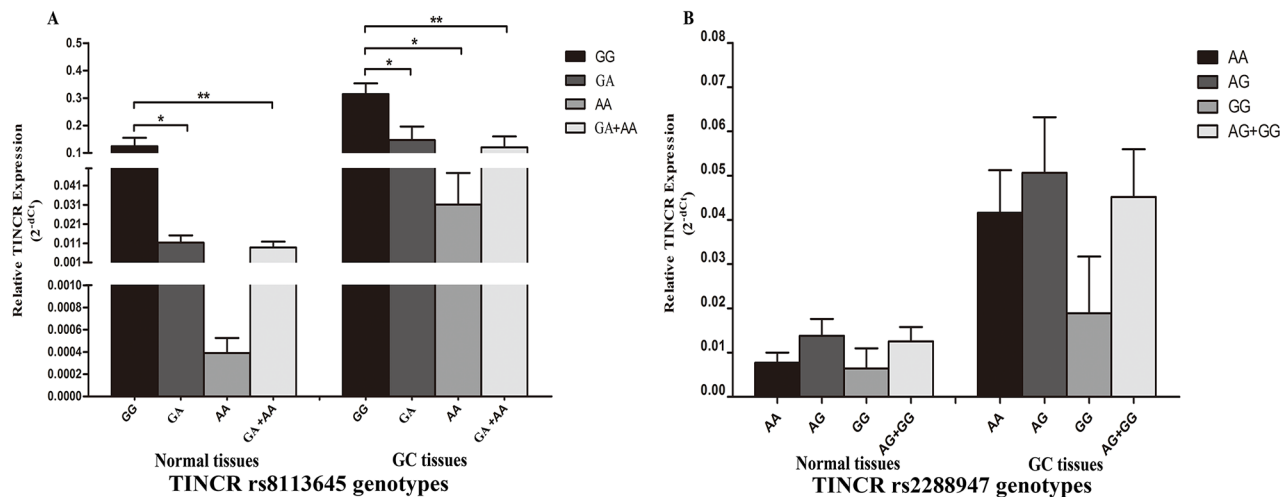 A
**
*
*
**
*
0.5
0.4
0.3
0.2
0.1
0.041
0.031
0.021
0.011
0.001
0.0010
0.0008
0.0006
0.0004
0.0002
0.0000
Relative TINCR Expression
(2-dCt)
GG
GA
AA
GA+AA
GG
GA
AA
GA+AA
GG
GA
AA
GA+AA
Normal tissues
GC tissues
TINCR rs8113645 genotypes
B
0.08
0.07
0.06
0.05
0.04
0.03
0.02
0.01
0.00
Relative TINCR Expression
(2-dCt)
AA
AG
GG
AG+GG
AA
AG
GG
AG+GG
AA
AG
GG
AG+GG
Normal tissues
GC tissues
TINCR rs2288947 genotypes